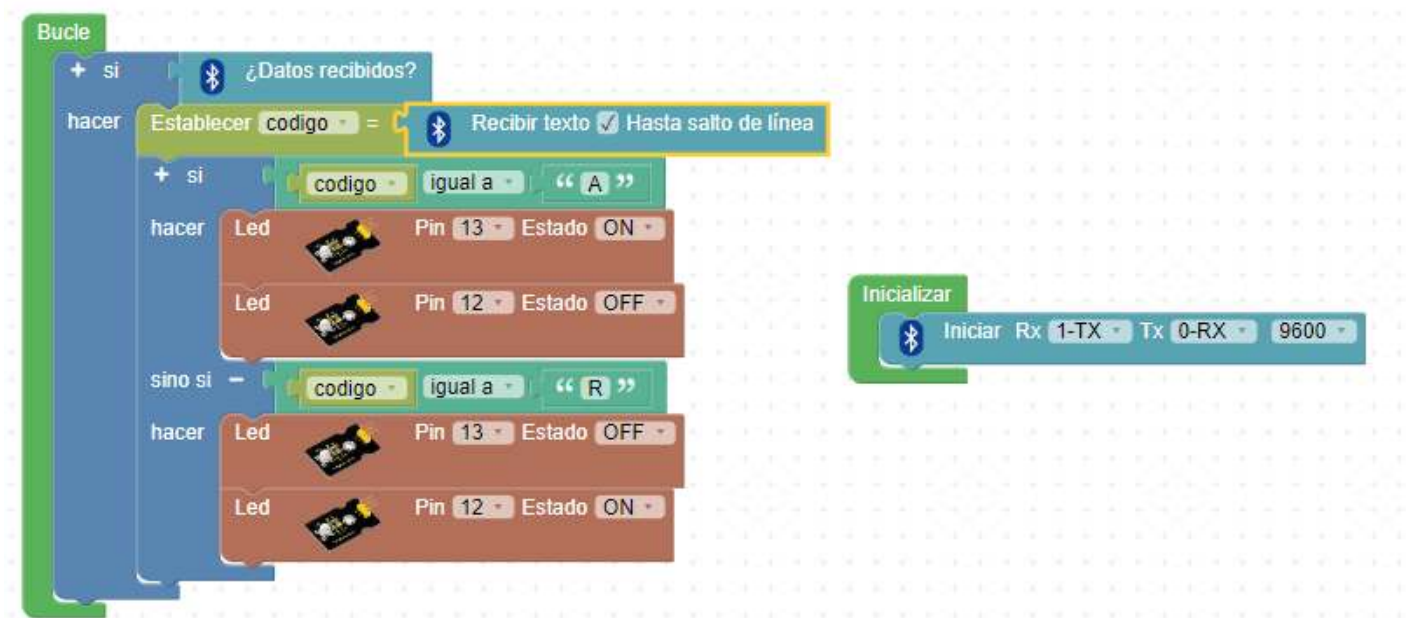 Bucle
+ si ¿Datos recibidos?
hacer Establecer codigo = Recibir texto Hasta salto de línea
+ si codigo igual a “ A ”
hacer Led Pin 13 Estado ON
Led Pin 12 Estado OFF
sino si - codigo igual a “ R ”
hacer Led Pin 13 Estado OFF
Led Pin 12 Estado ON
Inicializar
Iniciar Rx 1-TX Tx 0-RX 9600